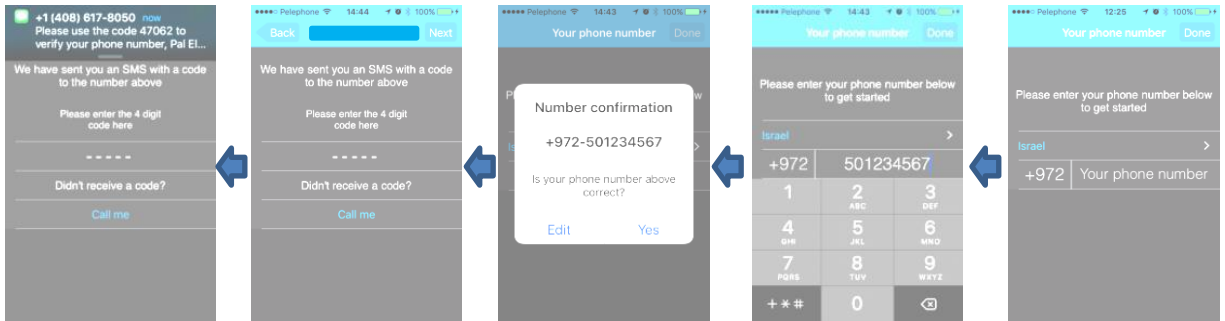 +1 (408) 617-8050 now
Please use the code 47062 to
verify your phone number, Pal El...
We have sent you an SMS with a code
to the number above
Please enter the 4 digit
code here
-----
Didn't receive a code?
Call me
Pelephone 14:44 100%
Back
Next
We have sent you an SMS with a code
to the number above
Please enter the 4 digit
code here
-----
Didn't receive a code?
Call me
Pelephone 14:43 100%
Your phone number Done
Number confirmation
+972-501234567
Is your phone number above
correct?
Edit Yes
Pelephone 14:43 100%
Your phone number Done
Please enter your phone number below
to get started
Israel >
+972 501234567
1 2 3
ABC DEF
4 5 6
GHI JKL MNO
7 8 9
PQRS TUV WXYZ
+*# 0
Pelephone 12:25 100%
Your phone number Done
Please enter your phone number below
to get started
Israel >
+972 Your phone number